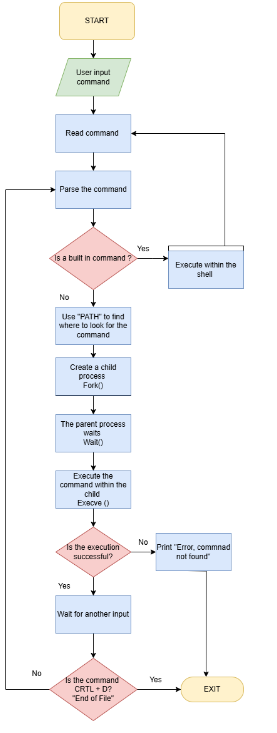 START
User input
command
Read command
Parse the command
Is a built in command ?
Yes
Execute within the
shell
No
Use "PATH" to find
where to look for the
command
Create a child
process
Fork()
The parent process
waits
Wait()
Execute the
command within the
child
Execve ()
Is the execution
successful?
No
Print "Error, commnad
not found"
Yes
Wait for another input
Is the command
CRTL + D?
"End of File"
No
Yes
EXIT